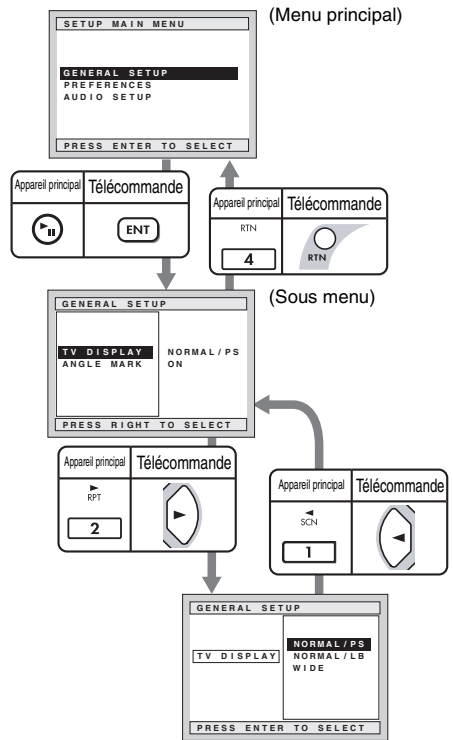 SETUP MAIN MENU
(Menu principal)
GENERAL SETUP
PREFERENCES
AUDIO SETUP
PRESS ENTER TO SELECT
Appareil principal Télécommande
ENT
Appareil principal Télécommande
RTN
4
RTN
(Sous menu)
GENERAL SETUP
TV DISPLAY NORMAL/PS
ANGLE MARK ON
PRESS RIGHT TO SELECT
Appareil principal Télécommande
RPT
2
Appareil principal Télécommande
SCN
1
GENERAL SETUP
NORMAL/PS
TV DISPLAY NORMAL/LB
WIDE
PRESS ENTER TO SELECT